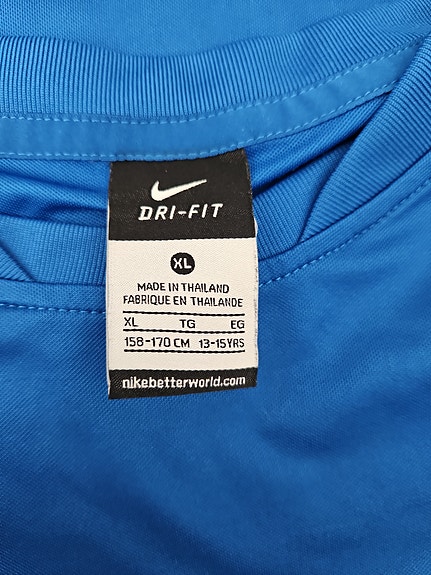 DRI-FIT
XL
MADE IN THAILAND
FABRIQUE EN THAILANDE
XL TG EG
158-170 CM 13-15YRS
nikebetterworld.com